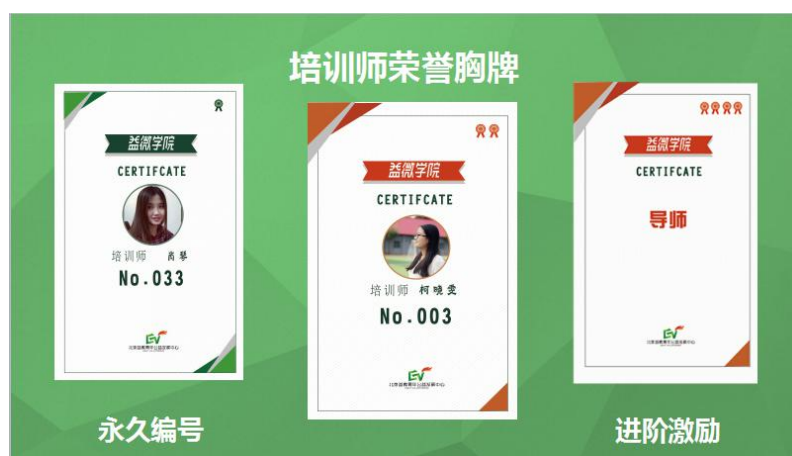 培训师荣誉胸牌
益微学院
CERTIFCATE
培训师 尚琴
No.033
益微学院
CERTIFCATE
培训师 柯晓雯
No.003
益微学院
CERTIFCATE
导师
永久编号
进阶激励